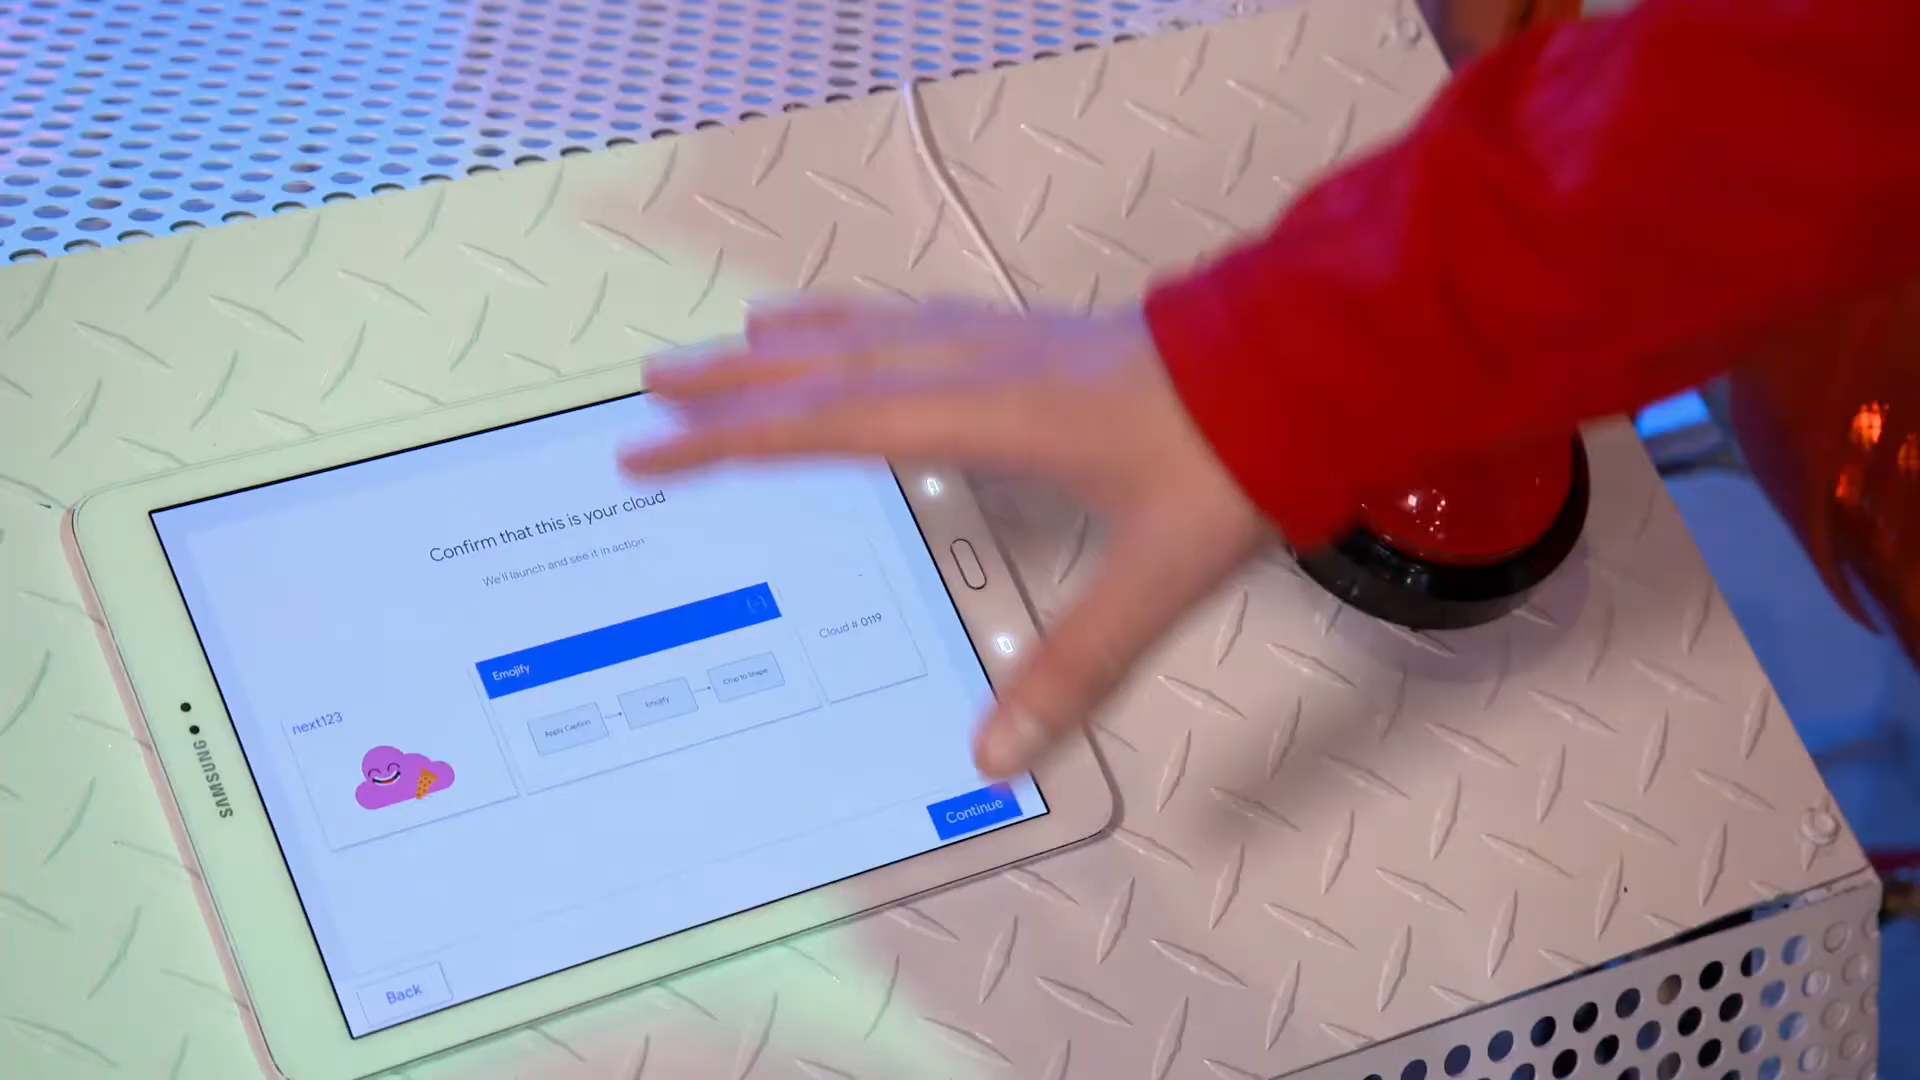 Confirm that this is your cloud
We'll launch and see it in action
next123
Emojify
Apply Caption
Emojify
Crop to Shape
Cloud # 0119
Continue
Back
SAMSUNG